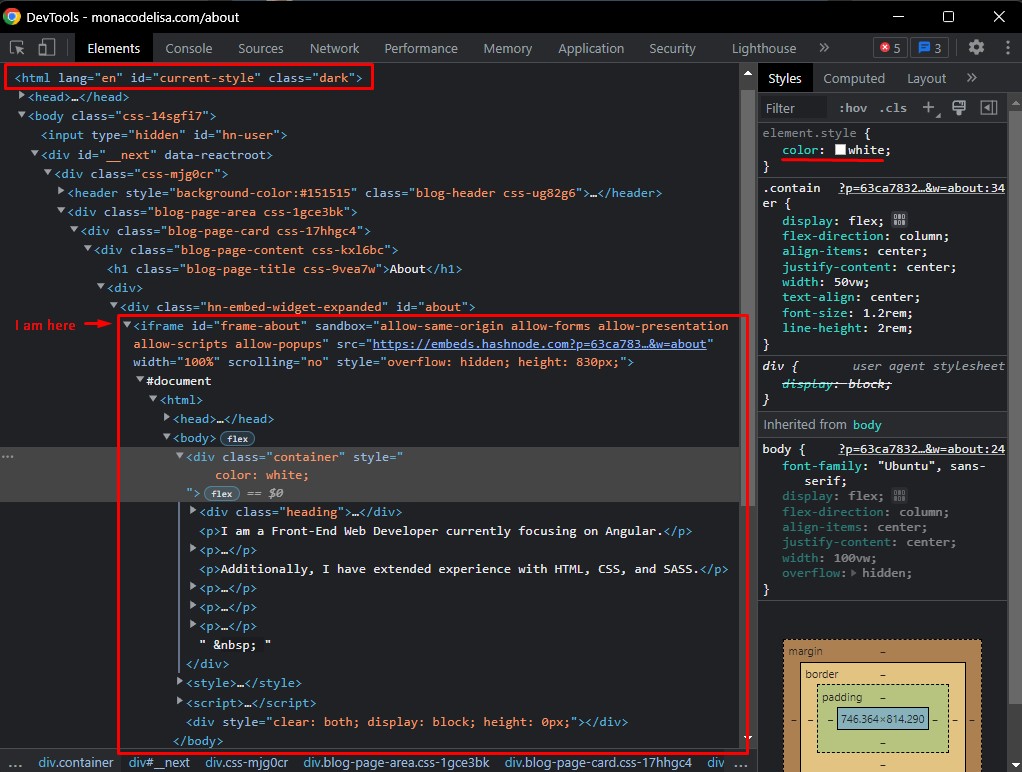 DevTools - monacodelisa.com/about
Elements Console Sources Network Performance Memory Application Security Lighthouse » 5 3
<html lang="en" id="current-style" class="dark">
<head>…</head>
<body class="css-14sgfi7">
<input type="hidden" id="hn-user">
<div id="__next" data-reactroot>
<div class="css-mjg0cr">
<header style="background-color:#151515" class="blog-header css-ug82g6">…</header>
<div class="blog-page-area css-1gce3bk">
<div class="blog-page-card css-17hhgc4">
<div class="blog-page-content css-kxl6bc">
<h1 class="blog-page-title css-9vea7w">About</h1>
<div>
<div class="hn-embed-widget-expanded" id="about">
I am here
<iframe id="frame-about" sandbox="allow-same-origin allow-forms allow-presentation
allow-scripts allow-popups" src="https://embeds.hashnode.com?p=63ca783…&w=about"
width="100%" scrolling="no" style="overflow: hidden; height: 830px;">
#document
<html>
<head>…</head>
<body> flex
<div class="container" style="
color: white;
"> flex == $0
<div class="heading">…</div>
<p>I am a Front-End Web Developer currently focusing on Angular.</p>
<p>…</p>
<p>Additionally, I have extended experience with HTML, CSS, and SASS.</p>
<p>…</p>
<p>…</p>
<p>…</p>
" &nbsp; "
</div>
<style>…</style>
<script>…</script>
<div style="clear: both; display: block; height: 0px;"></div>
</body>
… div.container div#__next div.css-mjg0cr div.blog-page-area.css-1gce3bk div.blog-page-card.css-17hhgc4 div …
Styles Computed Layout »
Filter :hov .cls +
element.style {
color: white;
}
.contain ?p=63ca7832…&w=about:34
er {
display: flex;
flex-direction: column;
align-items: center;
justify-content: center;
width: 50vw;
text-align: center;
font-size: 1.2rem;
line-height: 2rem;
}
div { user agent stylesheet
display: block;
}
Inherited from body
body { ?p=63ca7832…&w=about:24
font-family: "Ubuntu", sans-
serif;
display: flex;
flex-direction: column;
align-items: center;
justify-content: center;
width: 100vw;
overflow: hidden;
}
margin –
border –
padding –
– – – 746.364×814.290 – – –
–